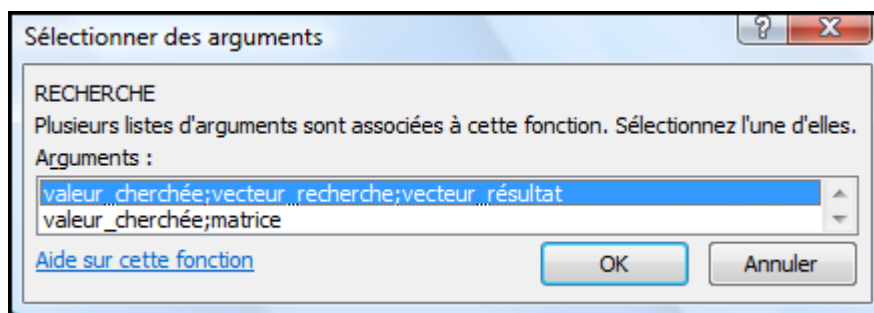 Sélectionner des arguments
RECHERCHE
Plusieurs listes d'arguments sont associées à cette fonction. Sélectionnez l'une d'elles.
Arguments :
valeur_cherchée;vecteur_recherche;vecteur_résultat
valeur_cherchée;matrice
Aide sur cette fonction
OK
Annuler